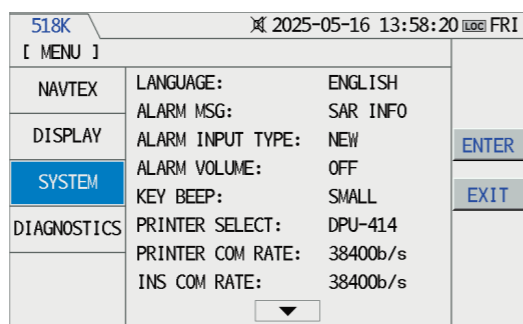 518K 2025-05-16 13:58:20 LOC FRI
[ MENU ]
NAVTEX
DISPLAY
SYSTEM
DIAGNOSTICS
LANGUAGE: ENGLISH
ALARM MSG: SAR INFO
ALARM INPUT TYPE: NEW
ALARM VOLUME: OFF
KEY BEEP: SMALL
PRINTER SELECT: DPU-414
PRINTER COM RATE: 38400b/s
INS COM RATE: 38400b/s
ENTER
EXIT